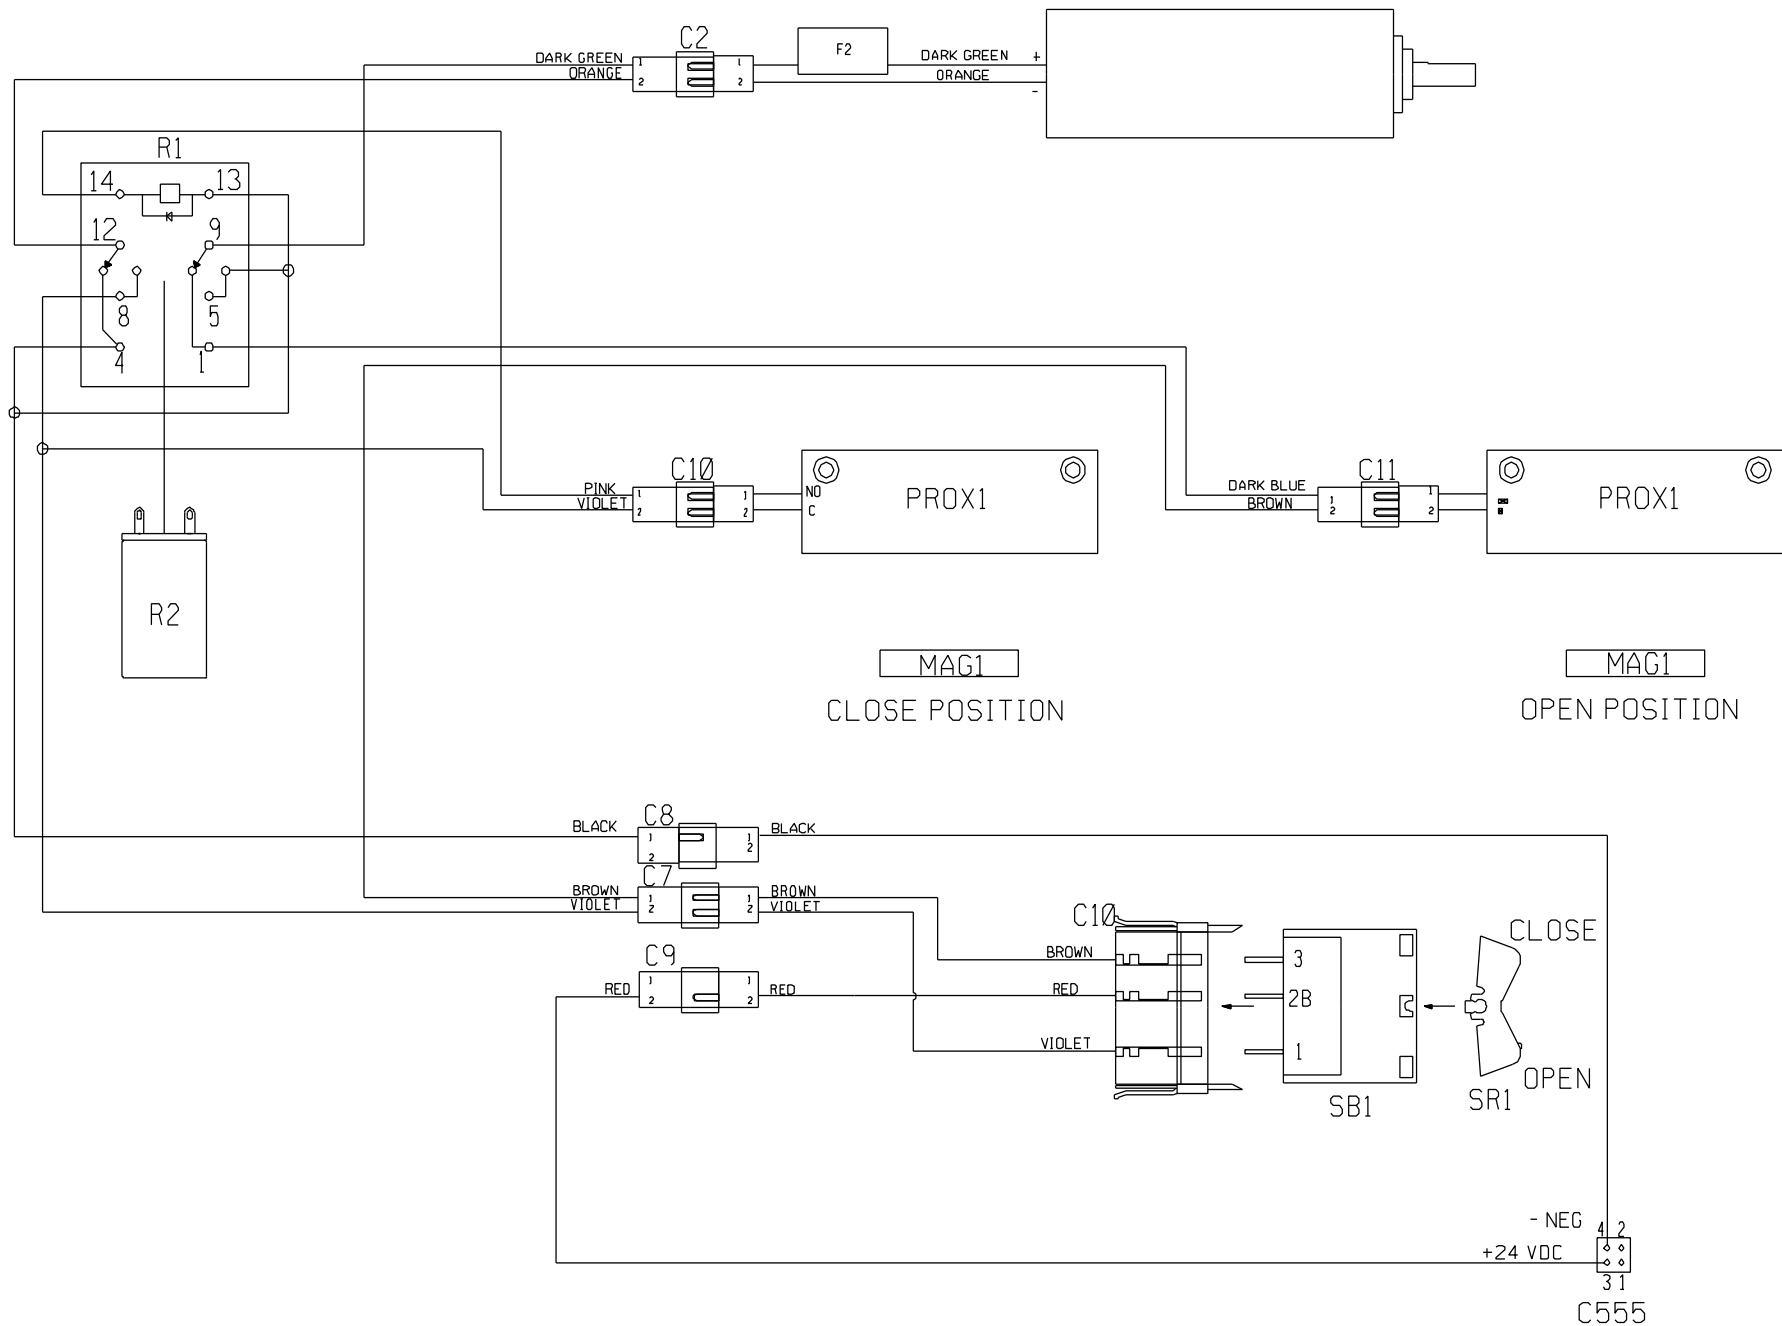 C2
DARK GREEN
ORANGE
1
2
1
2
F2
DARK GREEN
ORANGE
+
-
R1
14
13
12
9
8
5
4
1
R2
C10
PINK
VIOLET
1
2
1
2
NO
C
PROX1
C11
DARK BLUE
BROWN
1
2
1
2
PROX1
MAG1
CLOSE POSITION
MAG1
OPEN POSITION
C8
BLACK
1
2
1
2
BLACK
C7
BROWN
VIOLET
1
2
1
2
BROWN
VIOLET
C9
RED
1
2
1
2
RED
C10
BROWN
RED
VIOLET
3
2B
1
SB1
CLOSE
OPEN
SR1
- NEG
4 2
+24 VDC
3 1
C555